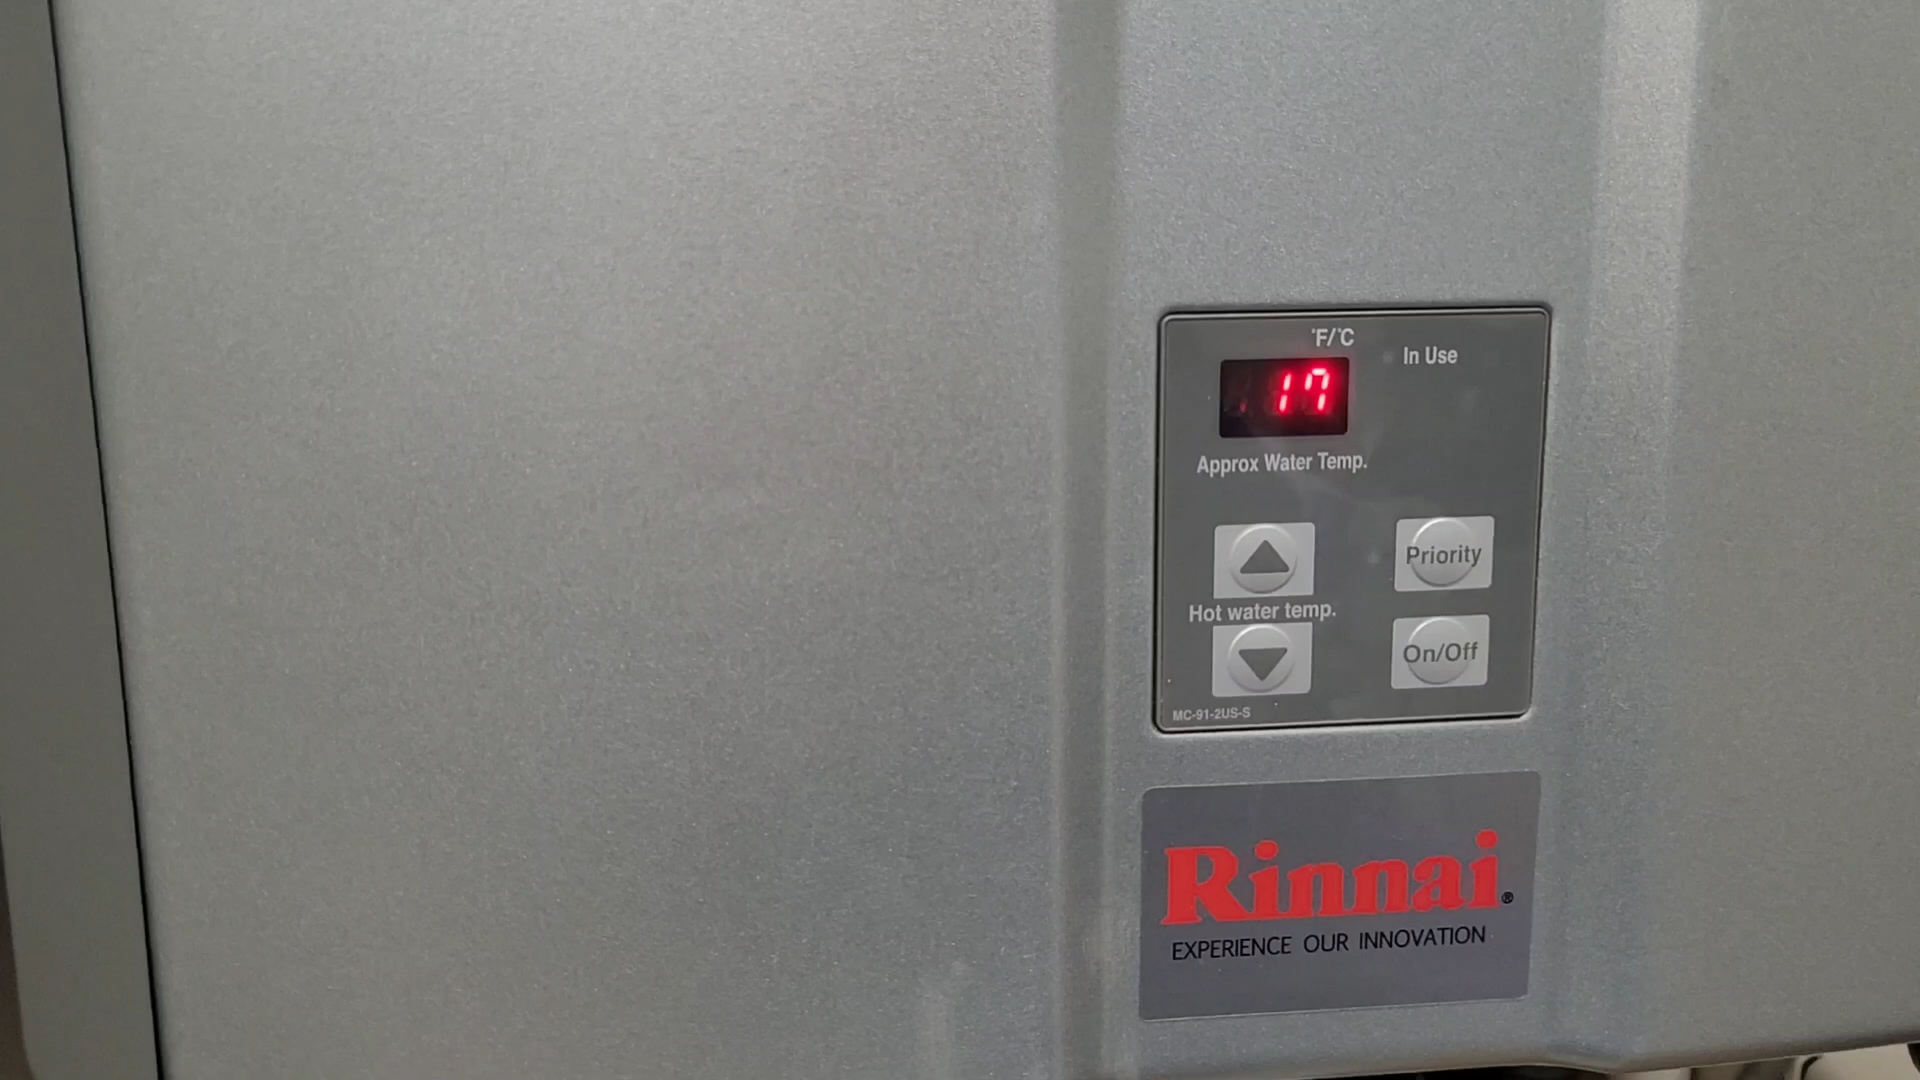 °F/°C
In Use
17
Approx Water Temp.
Priority
Hot water temp.
On/Off
MC-91-2US-S
Rinnai®
EXPERIENCE OUR INNOVATION